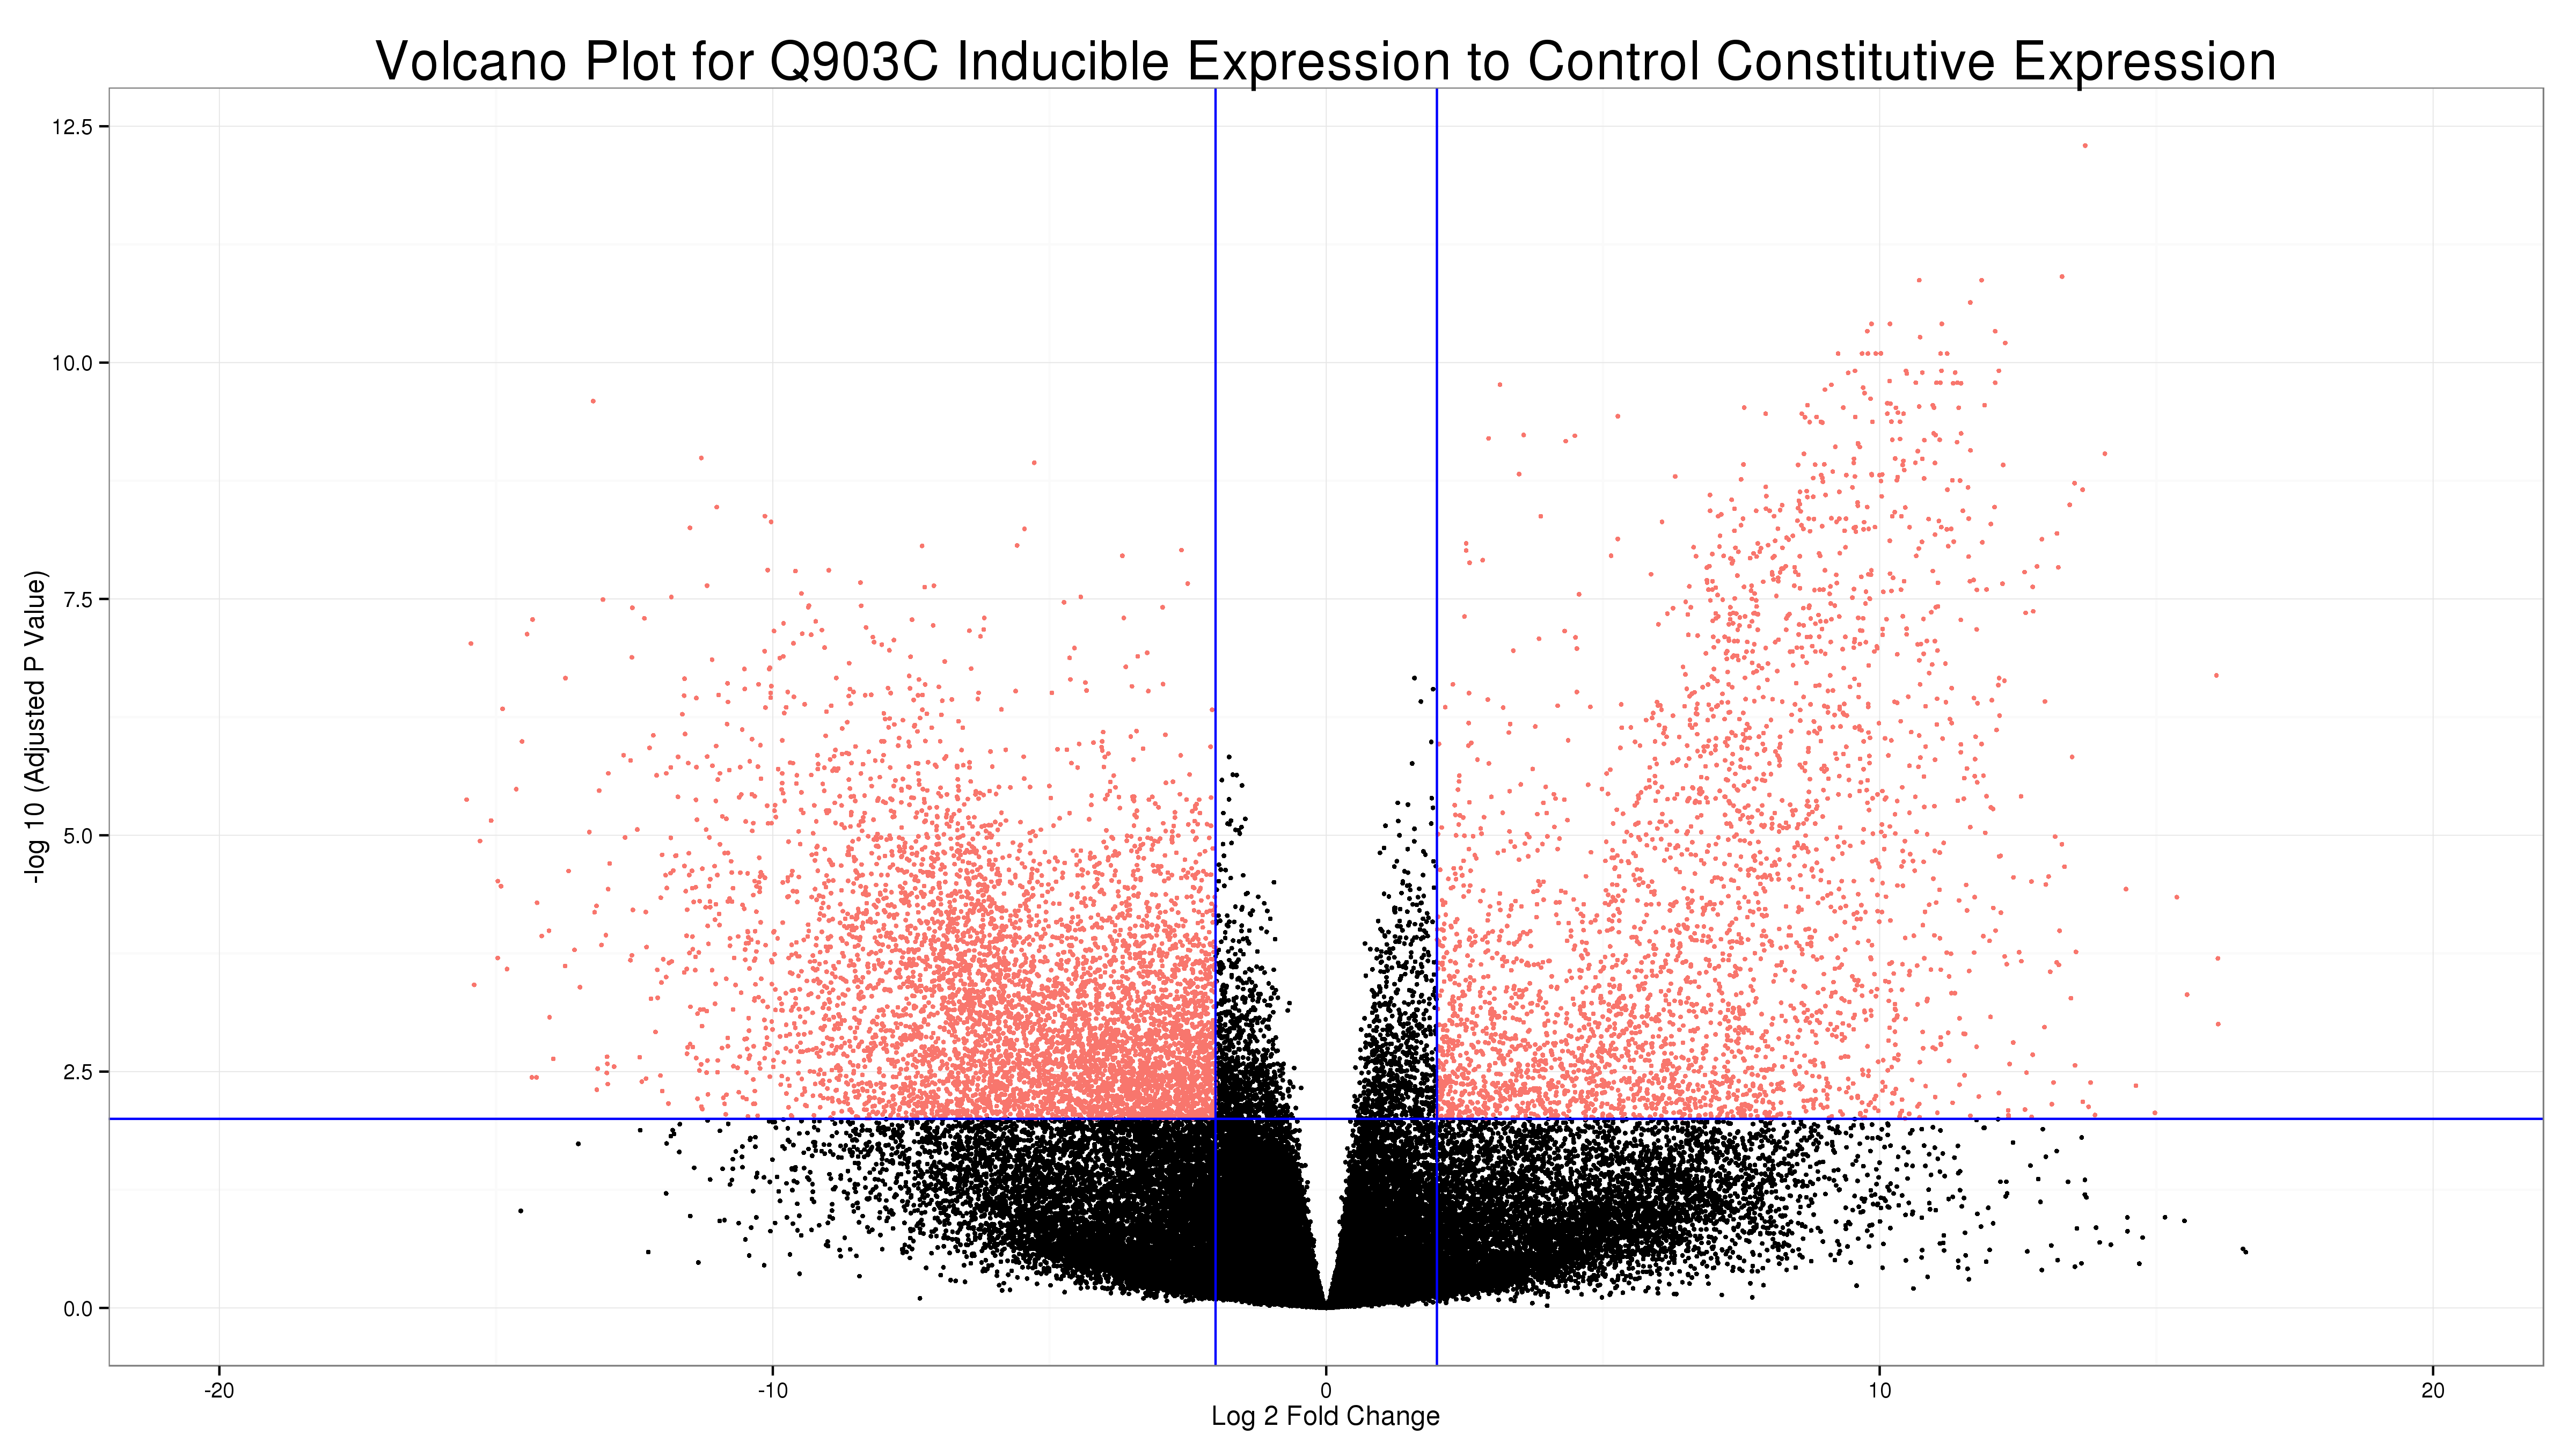 Volcano Plot for Q903C Inducible Expression to Control Constitutive Expression
-log 10 (Adjusted P Value)
12.5
10.0
7.5
5.0
2.5
0.0
-20 -10 0 10 20
Log 2 Fold Change